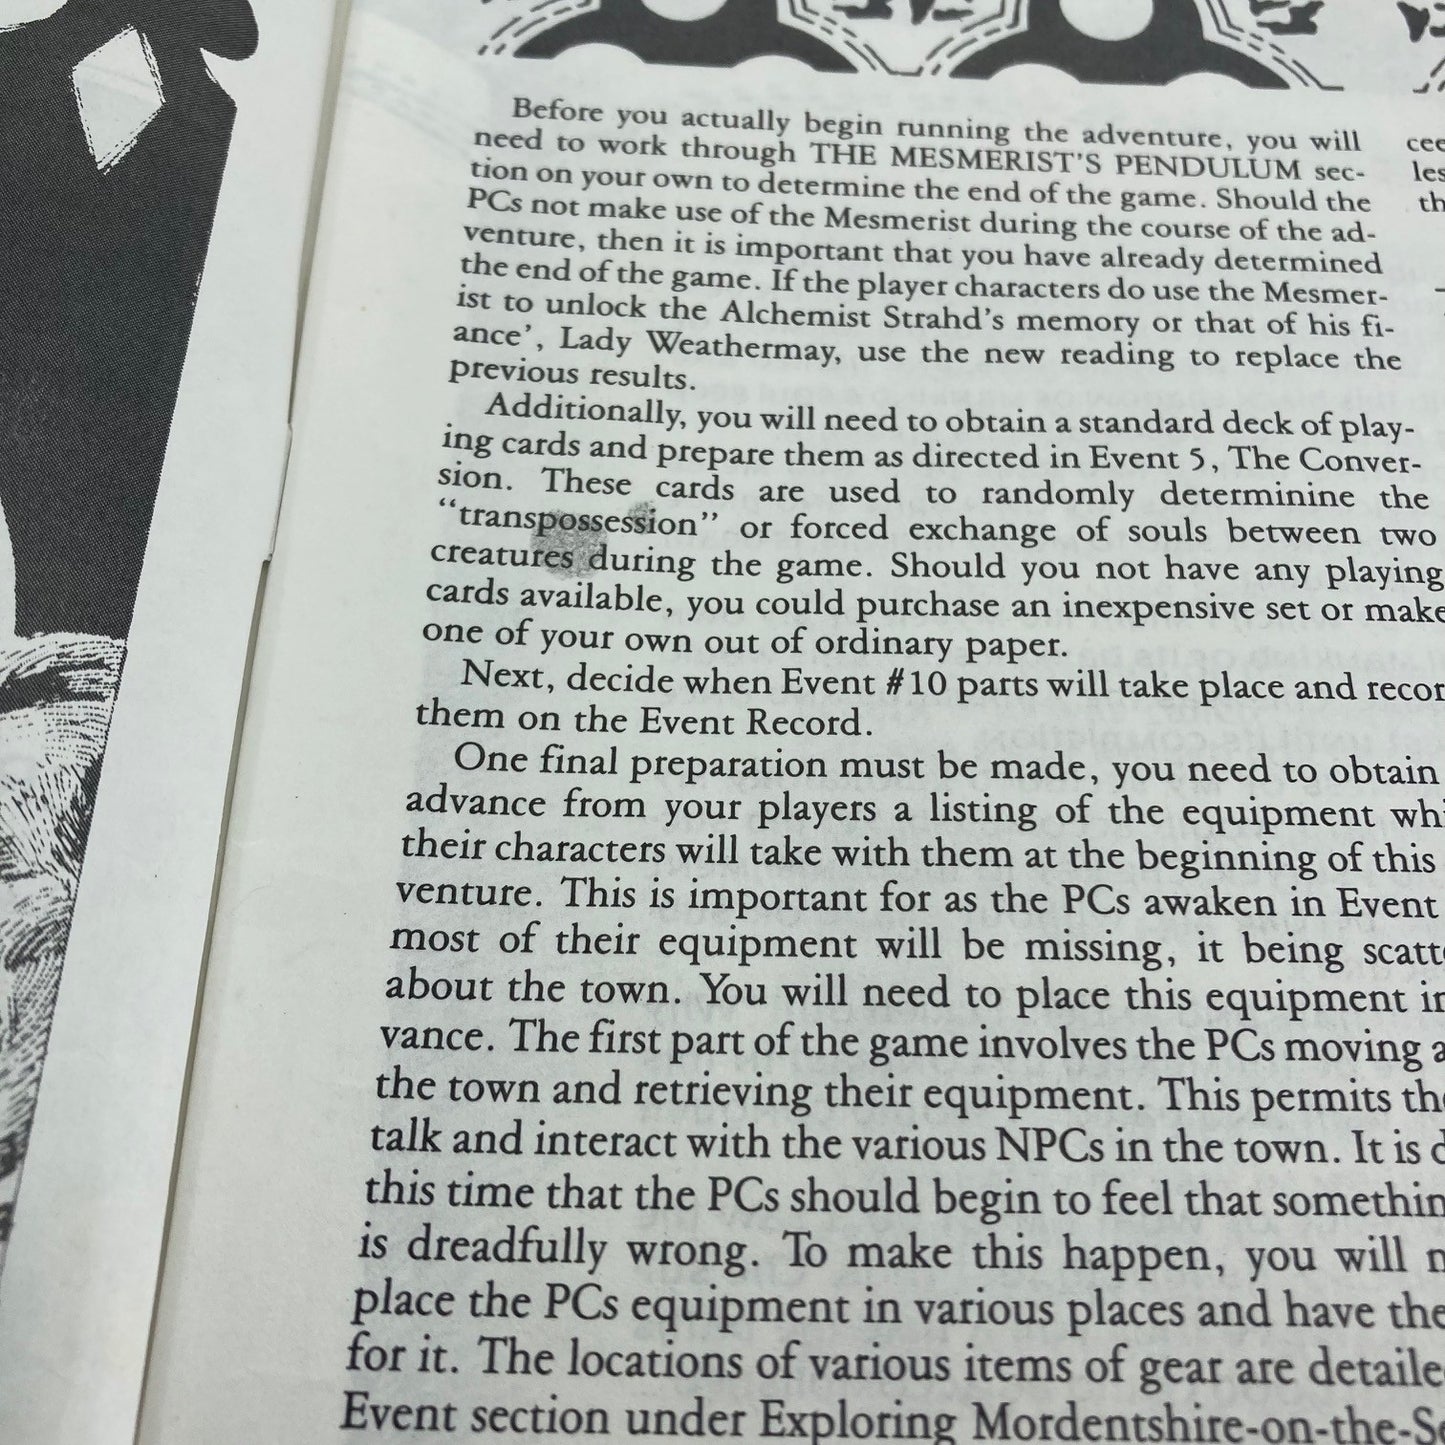 Before you actually begin running the adventure, you will
need to work through THE MESMERIST'S PENDULUM sec-
tion on your own to determine the end of the game. Should the
PCs not make use of the Mesmerist during the course of the ad-
venture, then it is important that you have already determined
the end of the game. If the player characters do use the Mesmer-
ist to unlock the Alchemist Strahd's memory or that of his fi-
ance', Lady Weathermay, use the new reading to replace the
previous results.
Additionally, you will need to obtain a standard deck of play-
ing cards and prepare them as directed in Event 5, The Conver-
sion. These cards are used to randomly determinine the
“transpossession” or forced exchange of souls between two
creatures during the game. Should you not have any playing
cards available, you could purchase an inexpensive set or make
one of your own out of ordinary paper.
Next, decide when Event #10 parts will take place and recor
them on the Event Record.
One final preparation must be made, you need to obtain
advance from your players a listing of the equipment whi
their characters will take with them at the beginning of this
venture. This is important for as the PCs awaken in Event
most of their equipment will be missing, it being scatt
about the town. You will need to place this equipment in
vance. The first part of the game involves the PCs moving a
the town and retrieving their equipment. This permits the
talk and interact with the various NPCs in the town. It is d
this time that the PCs should begin to feel that somethin
is dreadfully wrong. To make this happen, you will n
place the PCs equipment in various places and have the
for it. The locations of various items of gear are detaile
Event section under Exploring Mordentshire-on-the-Se
cee
les
th